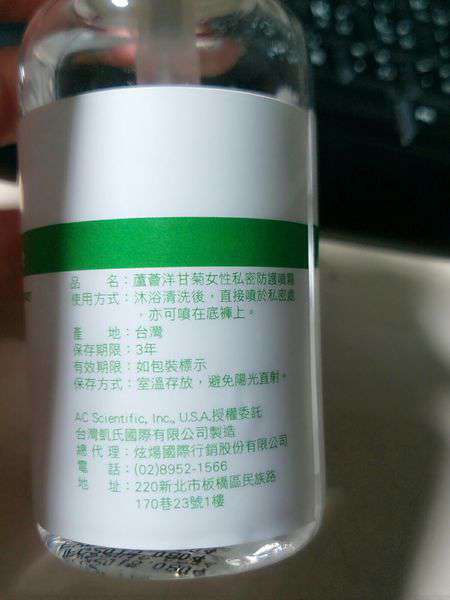 品　　名：蘆薈洋甘菊女性私密防護噴霧
使用方式：沐浴清洗後，直接噴於私密處
，亦可噴在底褲上。
產　　地：台灣
保存期限：3年
有效期限：如包裝標示
保存方式：室溫存放，避免陽光直射。
AC Scientific, Inc., U.S.A.授權委託
台灣凱氏國際有限公司製造
總 代 理：炫煬國際行銷股份有限公司
電　　話：(02)8952-1566
地　　址：220新北市板橋區民族路
170巷23號1樓